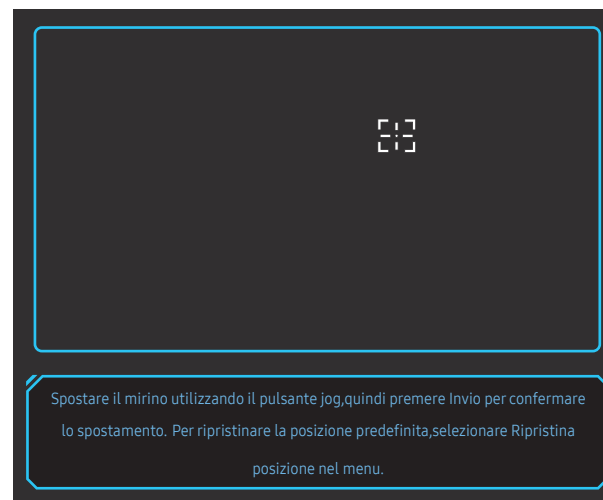 Spostare il mirino utilizzando il pulsante jog,quindi premere Invio per confermare
lo spostamento. Per ripristinare la posizione predefinita,selezionare Ripristina
posizione nel menu.